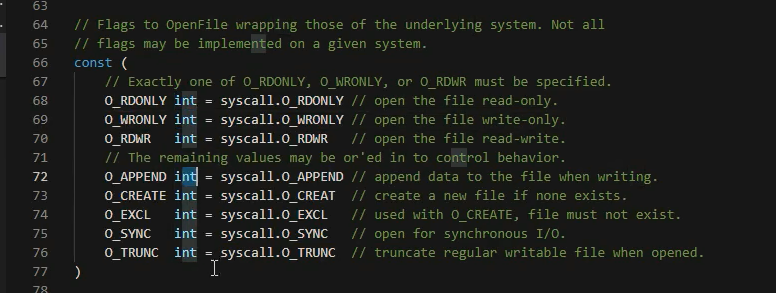 63
64 // Flags to OpenFile wrapping those of the underlying system. Not all
65 // flags may be implemented on a given system.
66 const (
67 // Exactly one of O_RDONLY, O_WRONLY, or O_RDWR must be specified.
68 O_RDONLY int = syscall.O_RDONLY // open the file read-only.
69 O_WRONLY int = syscall.O_WRONLY // open the file write-only.
70 O_RDWR   int = syscall.O_RDWR   // open the file read-write.
71 // The remaining values may be or'ed in to control behavior.
72 O_APPEND int = syscall.O_APPEND // append data to the file when writing.
73 O_CREATE int = syscall.O_CREAT  // create a new file if none exists.
74 O_EXCL   int = syscall.O_EXCL   // used with O_CREATE, file must not exist.
75 O_SYNC   int = syscall.O_SYNC   // open for synchronous I/O.
76 O_TRUNC  int = syscall.O_TRUNC  // truncate regular writable file when opened.
77 )
78